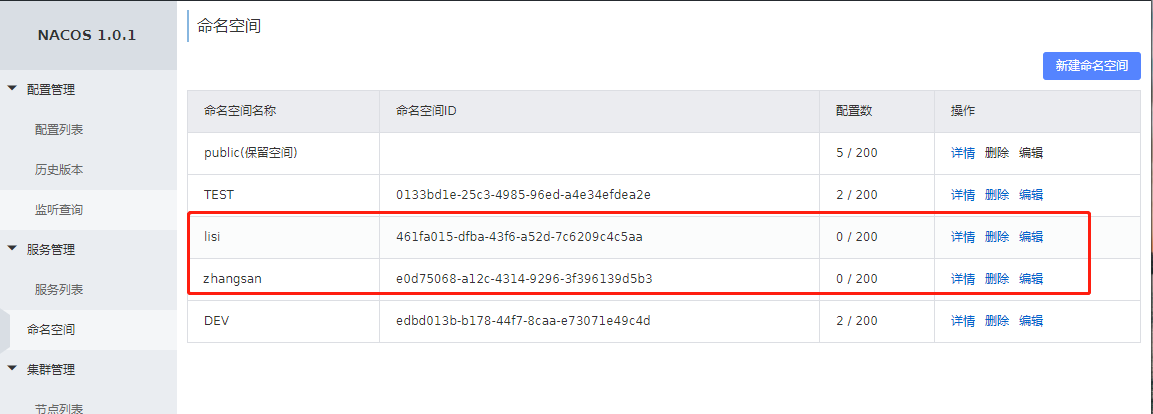 NACOS 1.0.1
配置管理
配置列表
历史版本
监听查询
服务管理
服务列表
命名空间
集群管理
节点列表
命名空间
新建命名空间
命名空间名称 命名空间ID 配置数 操作
public(保留空间) 5 / 200 详情 删除 编辑
TEST 0133bd1e-25c3-4985-96ed-a4e34efdea2e 2 / 200 详情 删除 编辑
lisi 461fa015-dfba-43f6-a52d-7c6209c4c5aa 0 / 200 详情 删除 编辑
zhangsan e0d75068-a12c-4314-9296-3f396139d5b3 0 / 200 详情 删除 编辑
DEV edbd013b-b178-44f7-8caa-e73071e49c4d 2 / 200 详情 删除 编辑